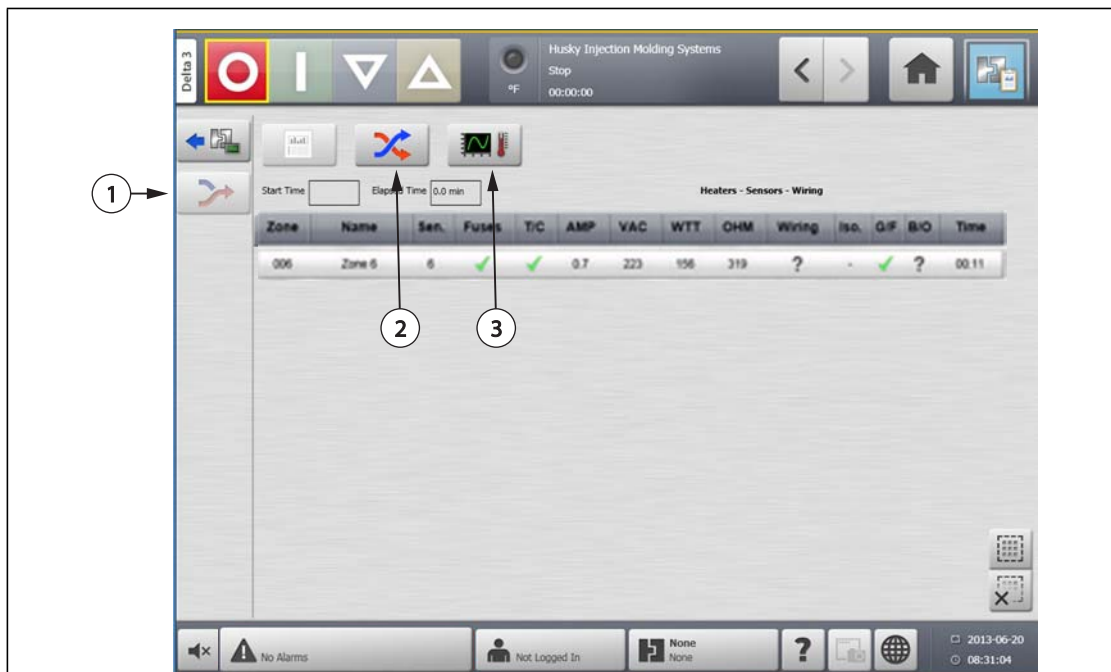 Delta 3
Husky Injection Molding Systems
Stop
°F
00:00:00
1
Start Time
Elapsed Time 0.0 min
Heaters - Sensors - Wiring
Zone Name Sen. Fuses T/C AMP VAC WTT OHM Wiring Iso. G/F B/O Time
006 Zone 6 6 ✓ ✓ 0.7 223 156 319 ? - ✓ ? 00:11
2
3
No Alarms
Not Logged In
None
None
?
2013-06-20
08:31:04